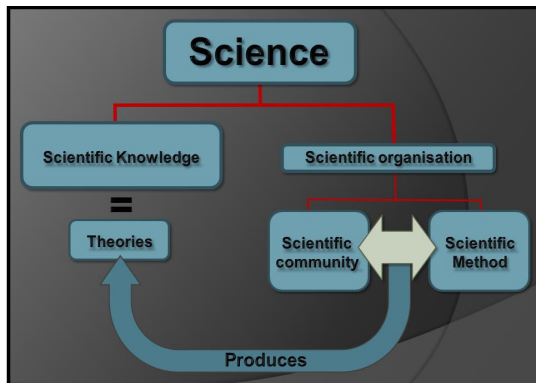 Science
Scientific Knowledge
Scientific organisation
=
Theories
Scientific
community
Scientific
Method
Produces